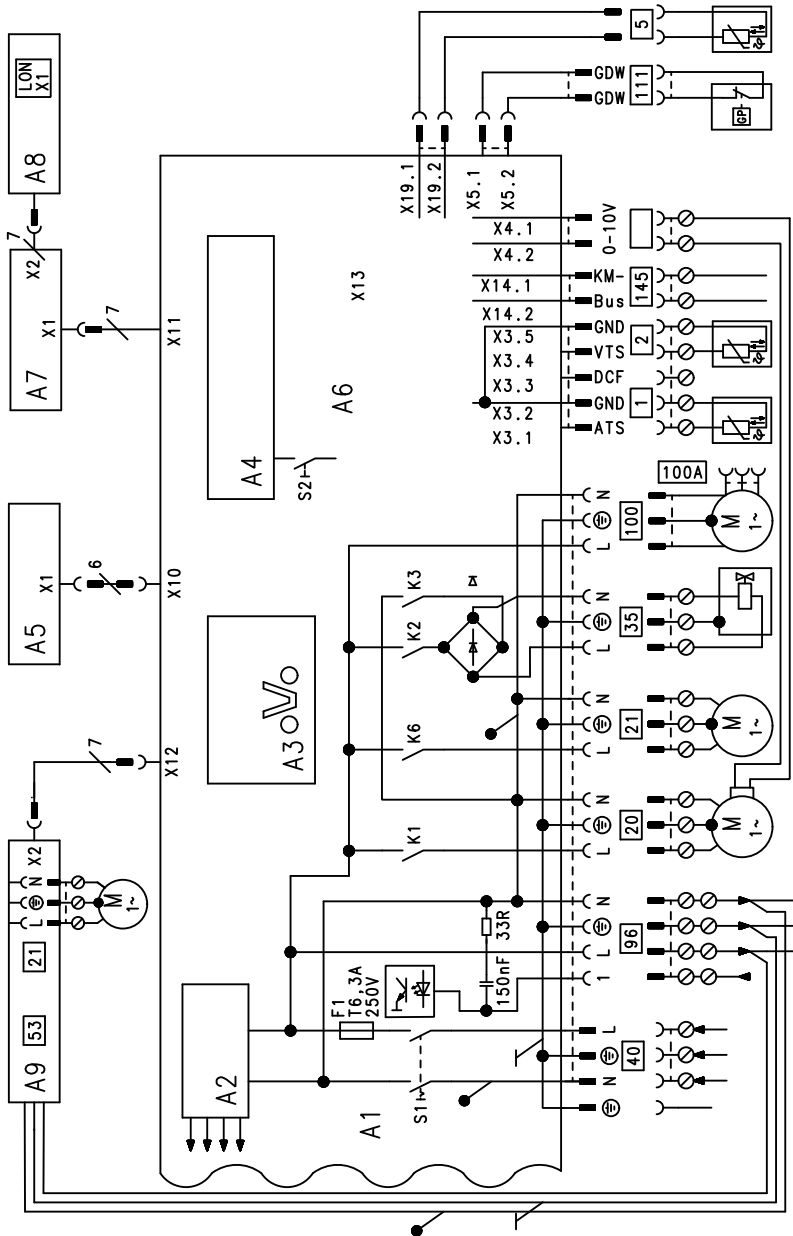 LON
X1
A8
7
X2
X1
A7
7
X11
5
GDW
GDW
111
GP
X19.1
X19.2
X5.1
X5.2
X4.1
X4.2
0-10V
X13
X14.1
X14.2
KM-
Bus
145
X3.5
X3.4
X3.3
X3.2
X3.1
GND
VTS
DCF
GND
ATS
2
1
ϑ
ϑ
ϑ
A6
A4
S2
100A
N
L
100
M
1~
X1
A5
6
X10
K3
K2
N
L
35
A3
K6
N
L
21
M
1~
7
X12
K1
N
L
20
M
1~
X2
N
L
M
1~
21
53
A9
33R
150nF
N
L
1
96
F1
T6,3A
250V
A2
A1
S1
L
N
40